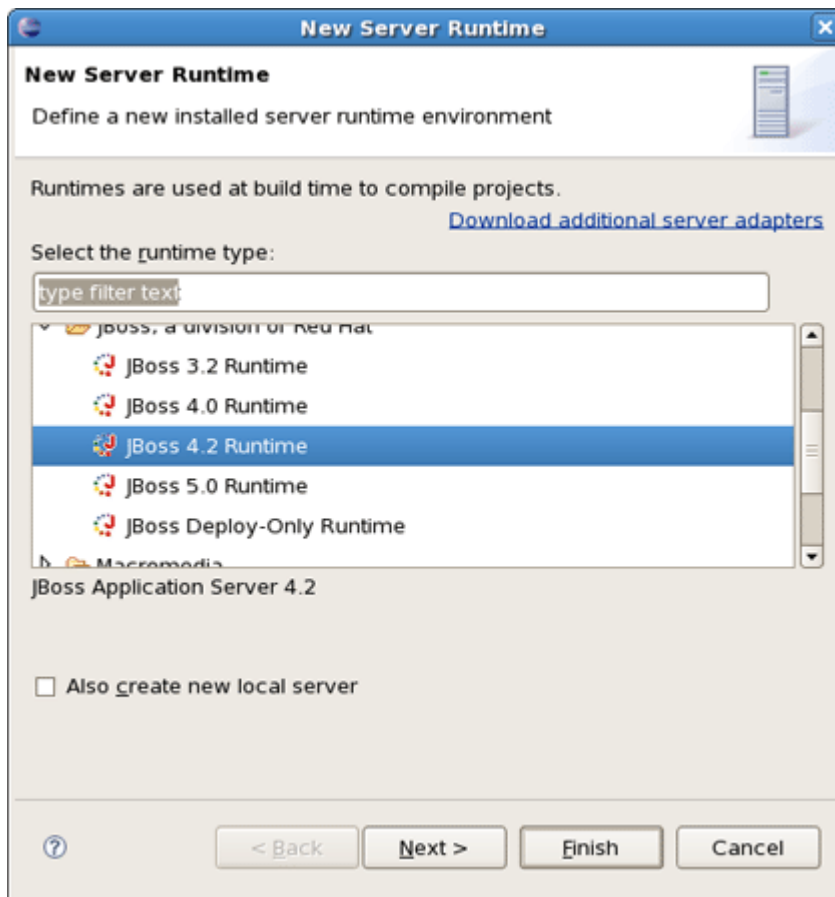 New Server Runtime
New Server Runtime
Define a new installed server runtime environment
Runtimes are used at build time to compile projects.
Download additional server adapters
Select the runtime type:
type filter text
JBoss, a division of Red Hat
JBoss 3.2 Runtime
JBoss 4.0 Runtime
JBoss 4.2 Runtime
JBoss 5.0 Runtime
JBoss Deploy-Only Runtime
Macromedia
JBoss Application Server 4.2
Also create new local server
< Back Next > Finish Cancel